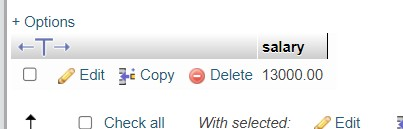 + Options
←T→ salary
Edit Copy Delete 13000.00
Check all With selected: Edit